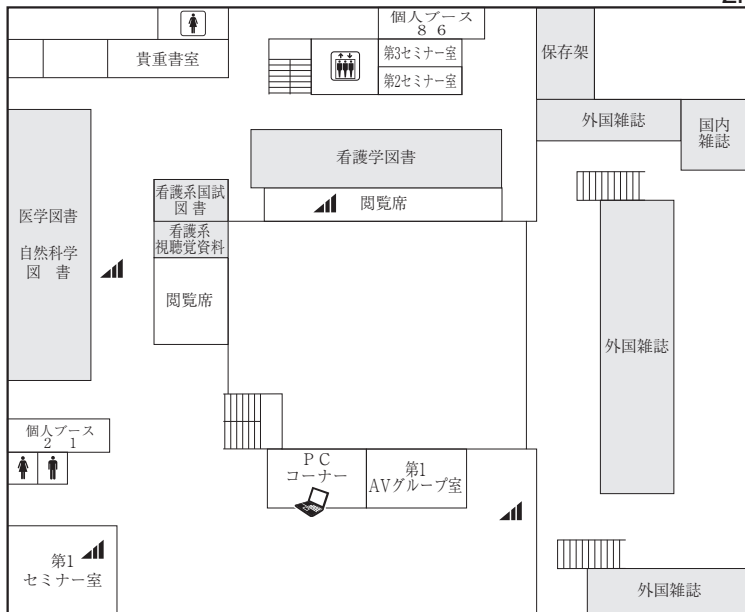 個人ブース
8 6
貴重書室
第3セミナー室
第2セミナー室
保存架
外国雑誌
国内
雑誌
看護学図書
閲覧席
看護系国試
図 書
看護系
視聴覚資料
閲覧席
医学図書
自然科学
図 書
外国雑誌
個人ブース
2 1
PC
コーナー
第1
AVグループ室
第1
セミナー室
外国雑誌